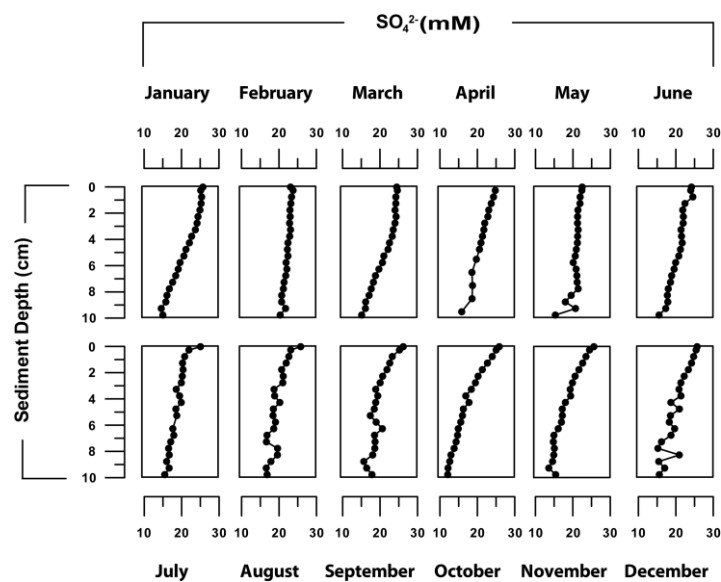 SO₄²⁻(mM)
January February March April May June
10 20 30 10 20 30 10 20 30 10 20 30 10 20 30 10 20 30
0
2
4
6
8
10
Sediment Depth (cm)
0
2
4
6
8
10
10 20 30 10 20 30 10 20 30 10 20 30 10 20 30 10 20 30
July August September October November December